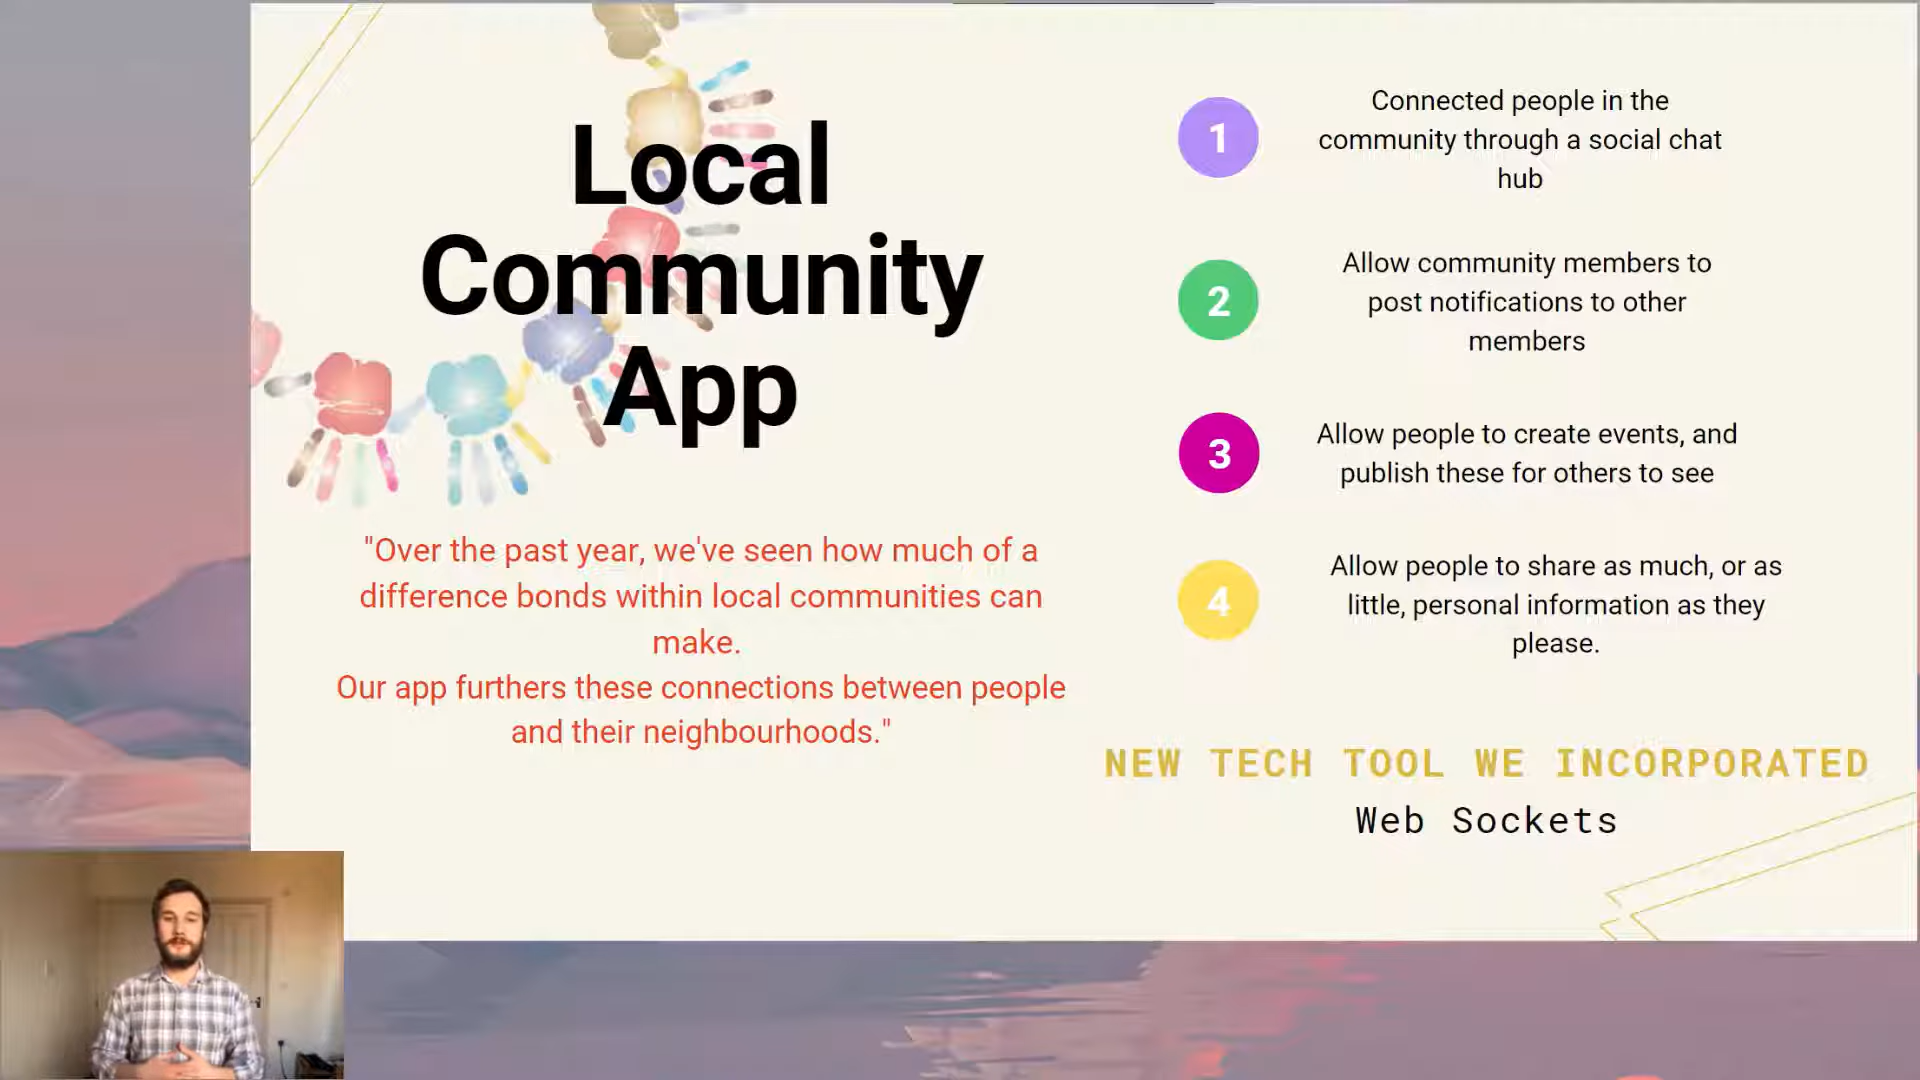 Local
Community
App
"Over the past year, we've seen how much of a
difference bonds within local communities can
make.
Our app furthers these connections between people
and their neighbourhoods."
1
Connected people in the
community through a social chat
hub
2
Allow community members to
post notifications to other
members
3
Allow people to create events, and
publish these for others to see
4
Allow people to share as much, or as
little, personal information as they
please.
NEW TECH TOOL WE INCORPORATED
Web Sockets